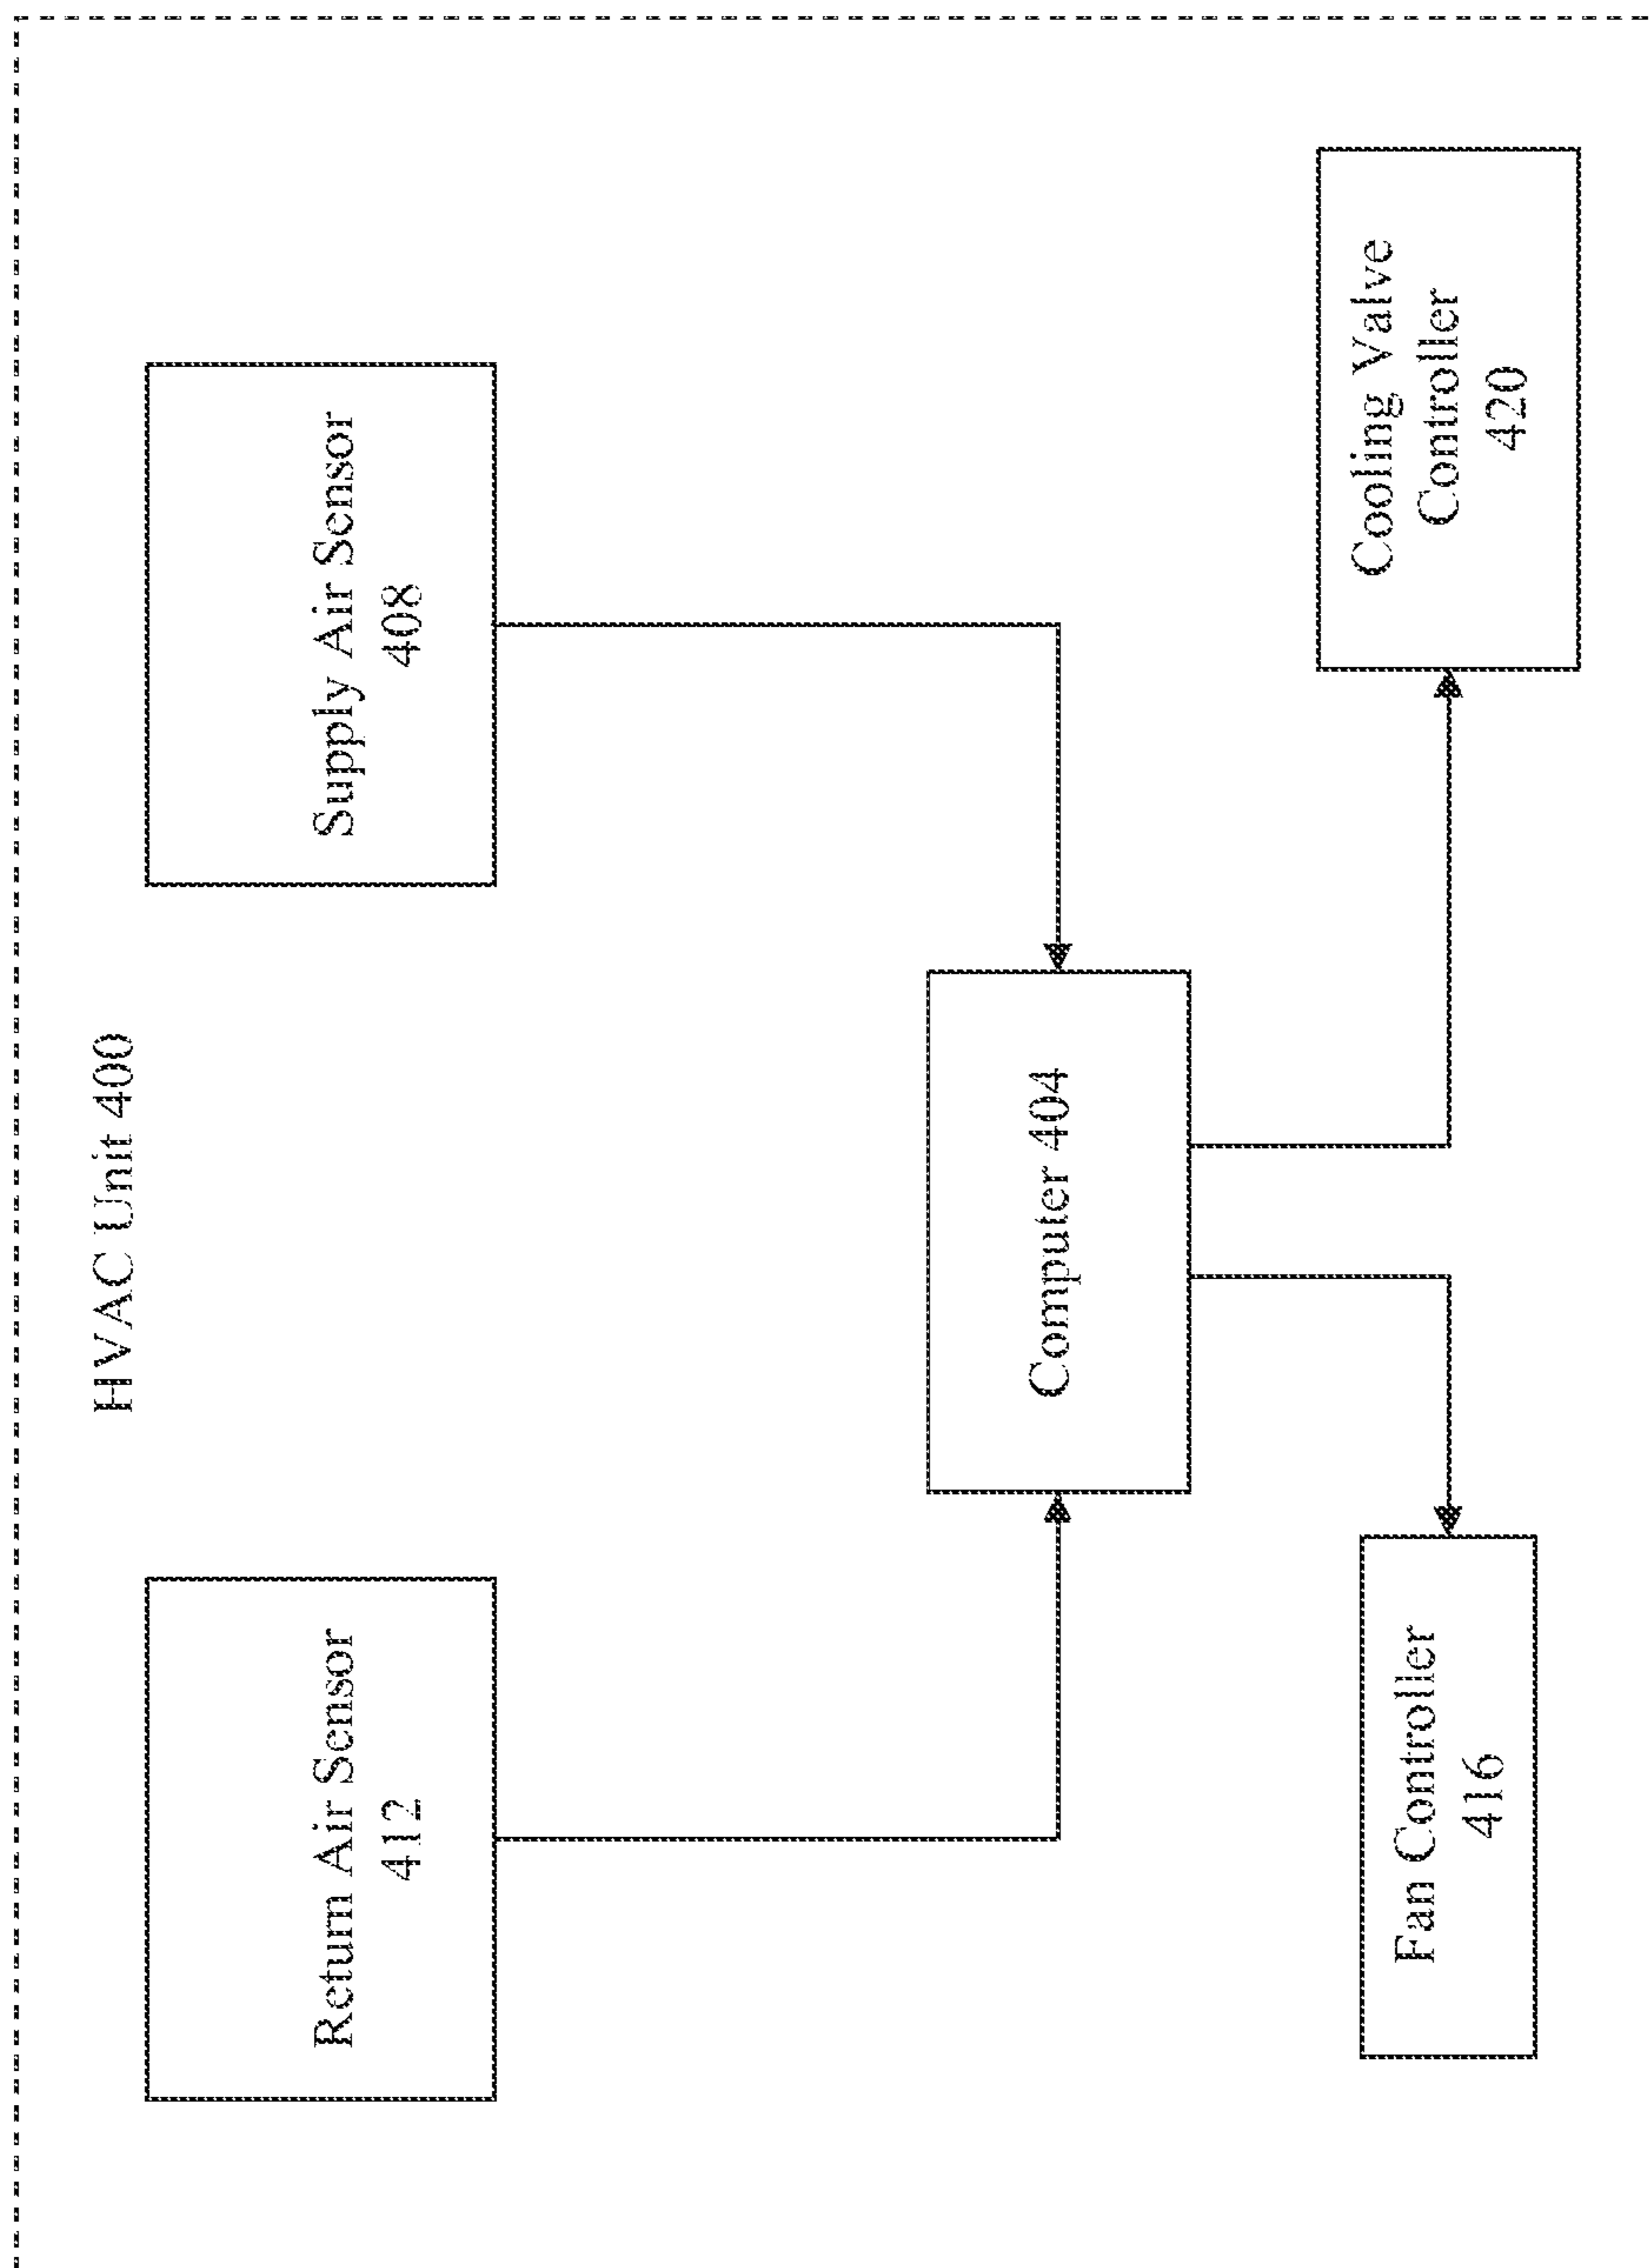 HVAC Unit 400
Return Air Sensor
412
Supply Air Sensor
408
Computer 404
Fan Controller
416
Cooling Valve
Controller
420